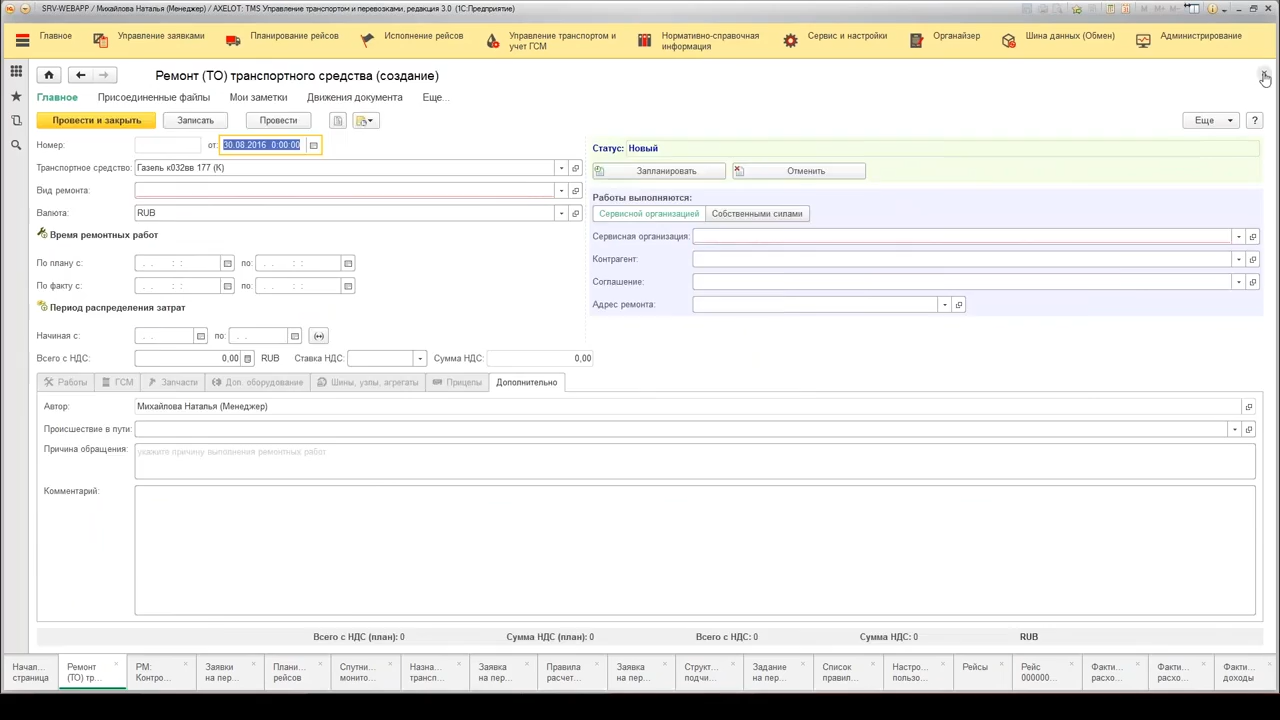 SRV-WEBAPP / Михайлова Наталья (Менеджер) / AXELOT: TMS Управление транспортом и перевозками, редакция 3.0 (1С:Предприятие)
M M+ M-
Главное
Управление заявками
Планирование рейсов
Исполнение рейсов
Управление транспортом и
учет ГСМ
Нормативно-справочная
информация
Сервис и настройки
Органайзер
Шина данных (Обмен)
Администрирование
Ремонт (ТО) транспортного средства (создание)
Главное Присоединенные файлы Мои заметки Движения документа Еще...
Провести и закрыть Записать Провести Еще ?
Номер: от: 30.08.2016 0:00:00
Статус: Новый
Транспортное средство: Газель к032вв 177 (К)
Запланировать Отменить
Вид ремонта:
Работы выполняются:
Валюта: RUB
Сервисной организацией Собственными силами
Время ремонтных работ
Сервисная организация:
По плану с: . . : : по: . . : :
Контрагент:
По факту с: . . : : по: . . : :
Соглашение:
Период распределения затрат
Адрес ремонта:
Начиная с: . . по: . .
Всего с НДС: 0,00 RUB Ставка НДС: Сумма НДС: 0,00
Работы ГСМ Запчасти Доп. оборудование Шины, узлы, агрегаты Прицепы Дополнительно
Автор: Михайлова Наталья (Менеджер)
Происшествие в пути:
Причина обращения: укажите причину выполнения ремонтных работ
Комментарий:
Всего с НДС (план): 0 Сумма НДС (план): 0 Всего с НДС: 0 Сумма НДС: 0 RUB
Начал...
страница
Ремонт
(ТО) тр...
РМ:
Контро...
Заявки
на пер...
Плани...
рейсов
Спутни...
монито...
Назна...
трансп...
Заявка
на пер...
Правила
расчет...
Заявка
на пер...
Структ...
подчи...
Задание
на пер...
Список
правил...
Настро...
пользо...
Рейсы
Рейс
000000...
Факти...
расхо...
Факти...
расхо...
Факти...
доходы